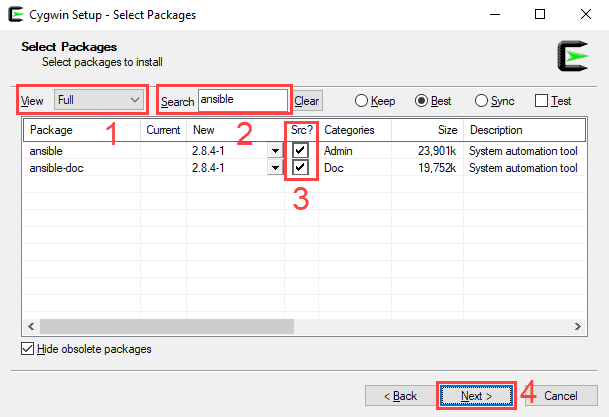 Cygwin Setup - Select Packages
Select Packages
Select packages to install
View Full Search ansible Clear Keep Best Sync Test
1 2
Package Current New Src? Categories Size Description
ansible 2.8.4-1 Admin 23,901k System automation tool
ansible-doc 2.8.4-1 Doc 19,752k System automation tool
3
Hide obsolete packages
< Back Next > 4 Cancel